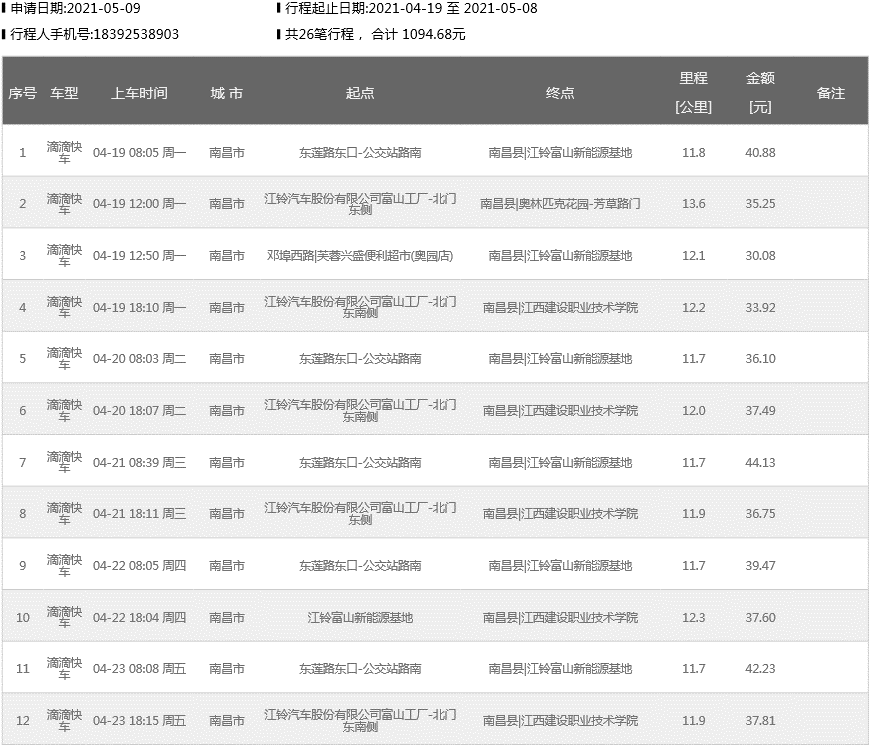 申请日期:2021-05-09 行程起止日期:2021-04-19 至 2021-05-08
行程人手机号:18392538903 共26笔行程， 合计 1094.68元
序号 车型 上车时间 城 市 起点 终点 里程[公里] 金额[元] 备注
1 滴滴快车 04-19 08:05 周一 南昌市 东莲路东口-公交站路南 南昌县|江铃富山新能源基地 11.8 40.88
2 滴滴快车 04-19 12:00 周一 南昌市 江铃汽车股份有限公司富山工厂-北门东侧 南昌县|奥林匹克花园-芳草路门 13.6 35.25
3 滴滴快车 04-19 12:50 周一 南昌市 邓埠西路|芙蓉兴盛便利超市(奥园店) 南昌县|江铃富山新能源基地 12.1 30.08
4 滴滴快车 04-19 18:10 周一 南昌市 江铃汽车股份有限公司富山工厂-北门东南侧 南昌县|江西建设职业技术学院 12.2 33.92
5 滴滴快车 04-20 08:03 周二 南昌市 东莲路东口-公交站路南 南昌县|江铃富山新能源基地 11.7 36.10
6 滴滴快车 04-20 18:07 周二 南昌市 江铃汽车股份有限公司富山工厂-北门东南侧 南昌县|江西建设职业技术学院 12.0 37.49
7 滴滴快车 04-21 08:39 周三 南昌市 东莲路东口-公交站路南 南昌县|江铃富山新能源基地 11.7 44.13
8 滴滴快车 04-21 18:11 周三 南昌市 江铃汽车股份有限公司富山工厂-北门东侧 南昌县|江西建设职业技术学院 11.9 36.75
9 滴滴快车 04-22 08:05 周四 南昌市 东莲路东口-公交站路南 南昌县|江铃富山新能源基地 11.7 39.47
10 滴滴快车 04-22 18:04 周四 南昌市 江铃富山新能源基地 南昌县|江西建设职业技术学院 12.3 37.60
11 滴滴快车 04-23 08:08 周五 南昌市 东莲路东口-公交站路南 南昌县|江铃富山新能源基地 11.7 42.23
12 滴滴快车 04-23 18:15 周五 南昌市 江铃汽车股份有限公司富山工厂-北门东南侧 南昌县|江西建设职业技术学院 11.9 37.81